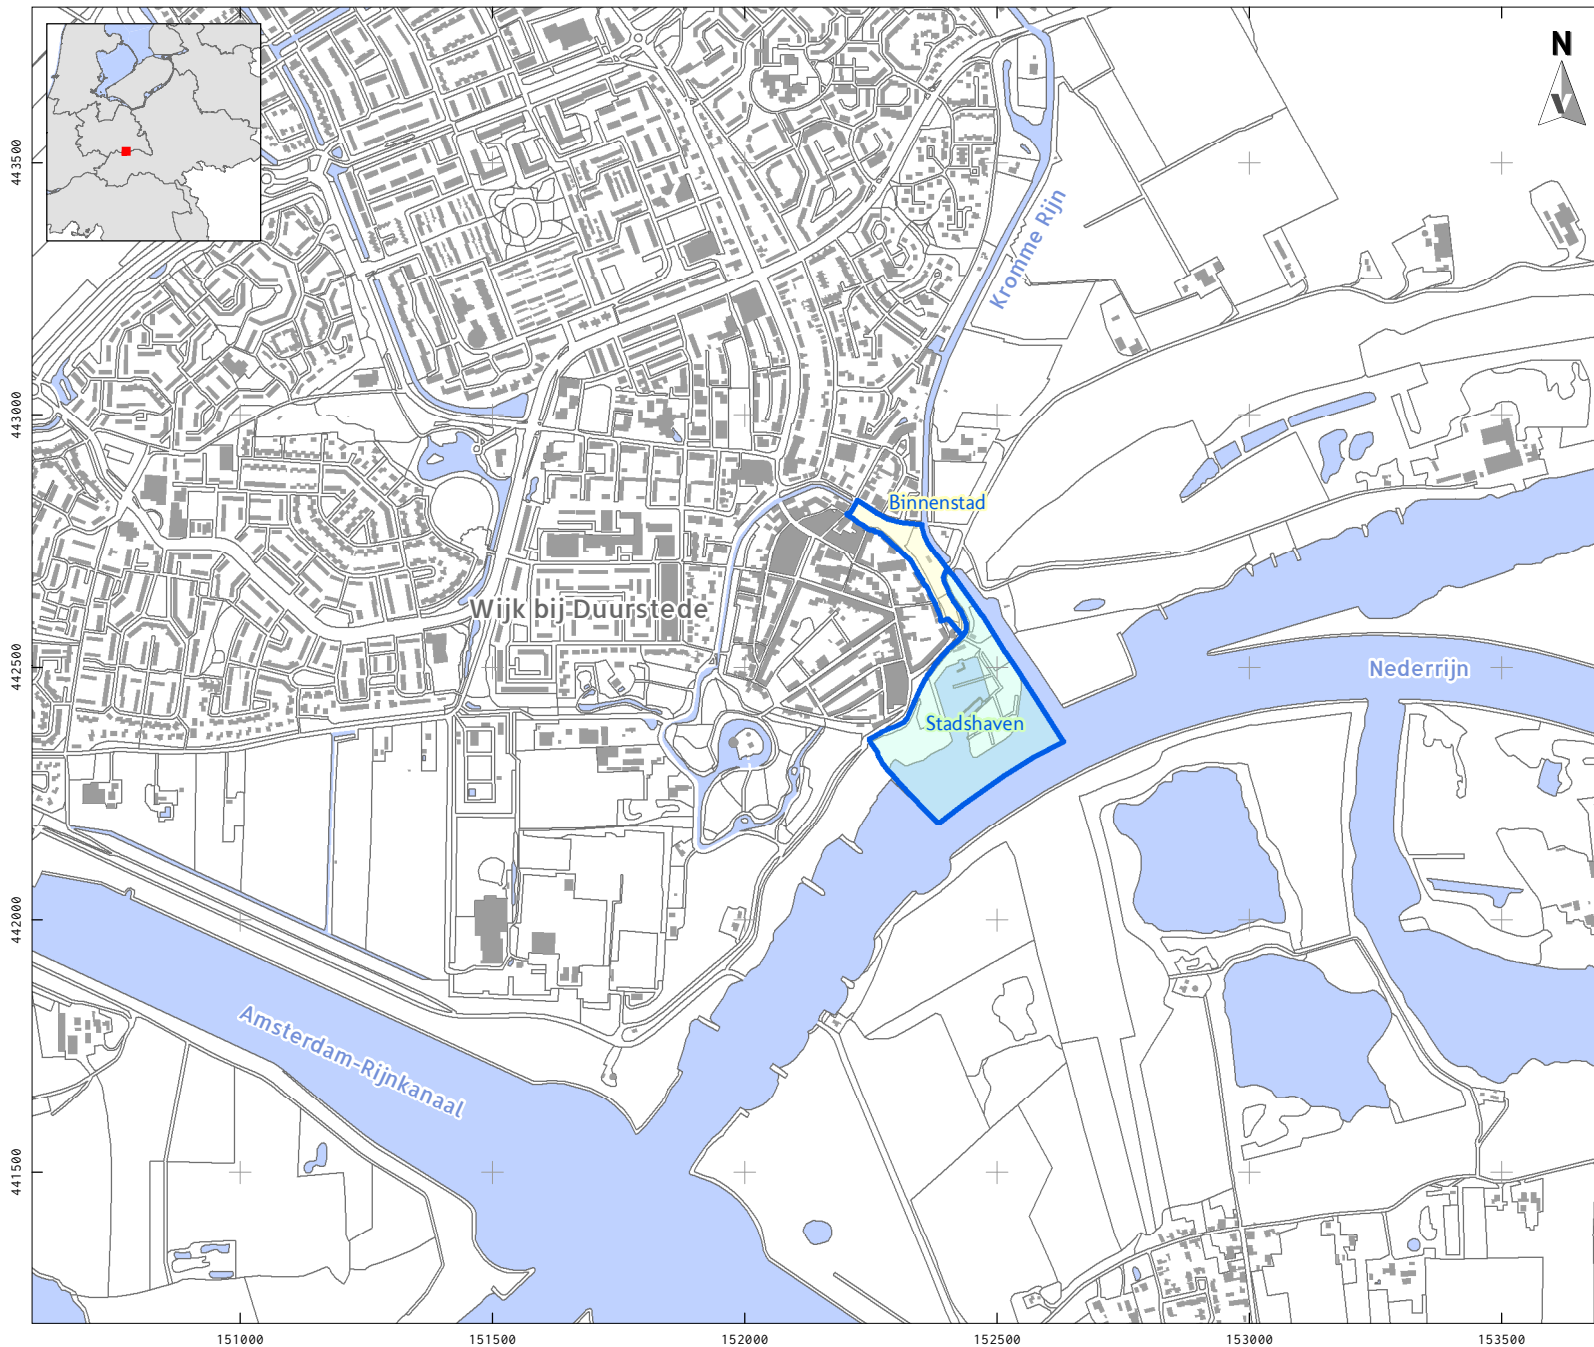 N
443500
Kromme Rijn
443000
Binnenstad
Wijk bij Duurstede
442500
Nederrijn
Stadshaven
442000
Amsterdam-Rijnkanaal
441500
151000 151500 152000 152500 153000 153500